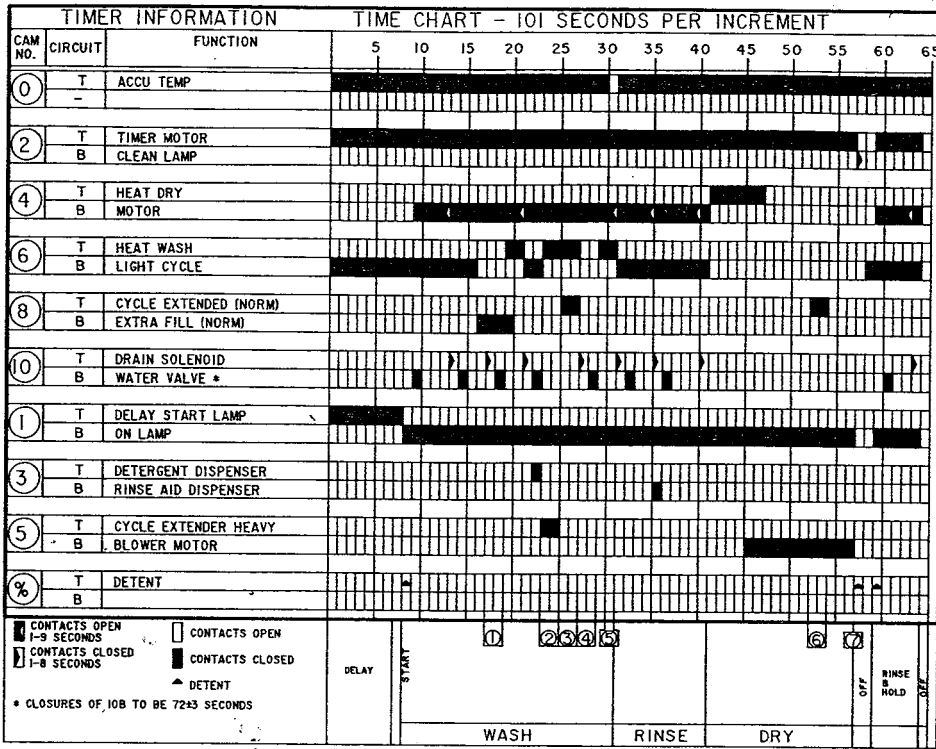 TIMER INFORMATION
TIME CHART – 101 SECONDS PER INCREMENT
CAM NO.
CIRCUIT
FUNCTION
5 10 15 20 25 30 35 40 45 50 55 60 65
0 T ACCU TEMP
–
2 T TIMER MOTOR
B CLEAN LAMP
4 T HEAT DRY
B MOTOR
6 T HEAT WASH
B LIGHT CYCLE
8 T CYCLE EXTENDED (NORM)
B EXTRA FILL (NORM)
10 T DRAIN SOLENOID
B WATER VALVE *
1 T DELAY START LAMP
B ON LAMP
3 T DETERGENT DISPENSER
B RINSE AID DISPENSER
5 T CYCLE EXTENDER HEAVY
B BLOWER MOTOR
% T DETENT
B
CONTACTS OPEN 1-9 SECONDS
CONTACTS CLOSED 1-8 SECONDS
CONTACTS OPEN
CONTACTS CLOSED
DETENT
* CLOSURES OF 10B TO BE 72±3 SECONDS
1 2 3 4 5 6 7
DELAY
START
OFF
RINSE & HOLD
OFF
WASH
RINSE
DRY